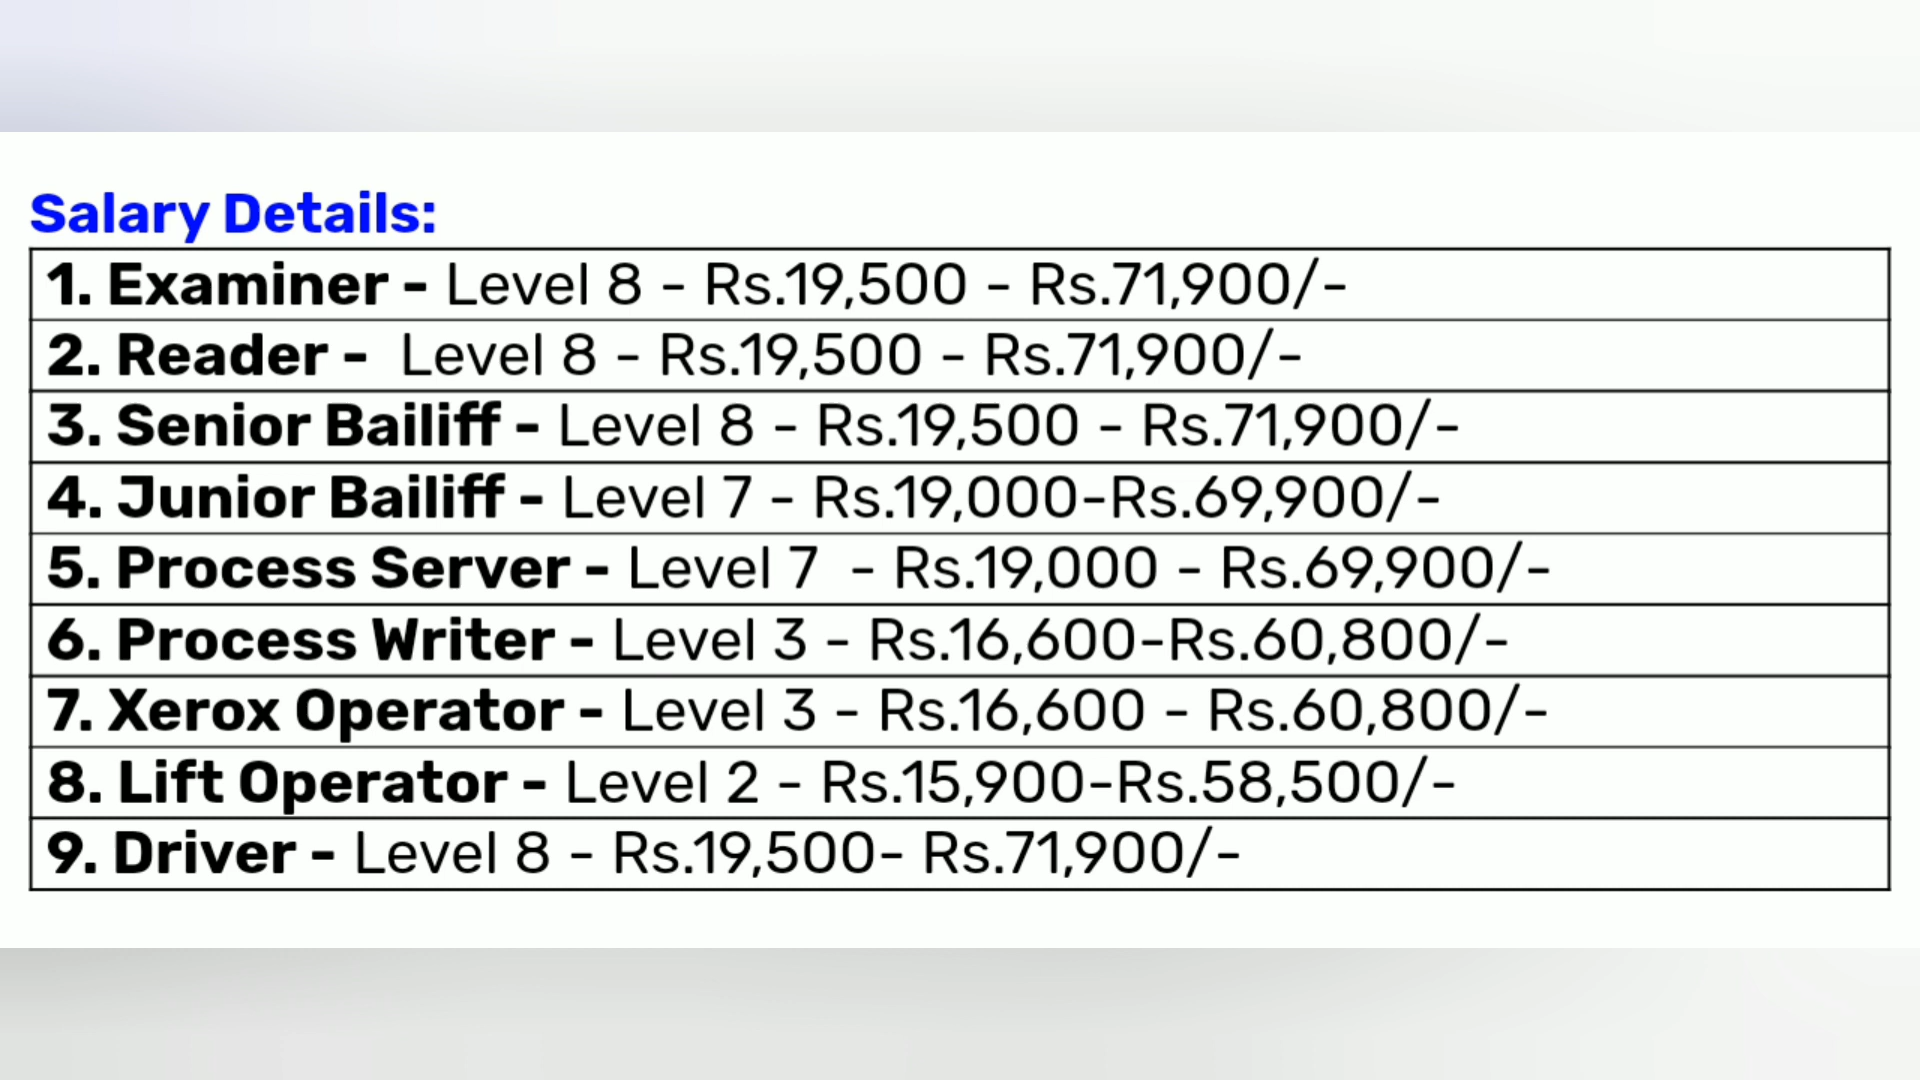 Salary Details:
1. Examiner - Level 8 - Rs.19,500 - Rs.71,900/-
2. Reader - Level 8 - Rs.19,500 - Rs.71,900/-
3. Senior Bailiff - Level 8 - Rs.19,500 - Rs.71,900/-
4. Junior Bailiff - Level 7 - Rs.19,000-Rs.69,900/-
5. Process Server - Level 7 - Rs.19,000 - Rs.69,900/-
6. Process Writer - Level 3 - Rs.16,600-Rs.60,800/-
7. Xerox Operator - Level 3 - Rs.16,600 - Rs.60,800/-
8. Lift Operator - Level 2 - Rs.15,900-Rs.58,500/-
9. Driver - Level 8 - Rs.19,500- Rs.71,900/-